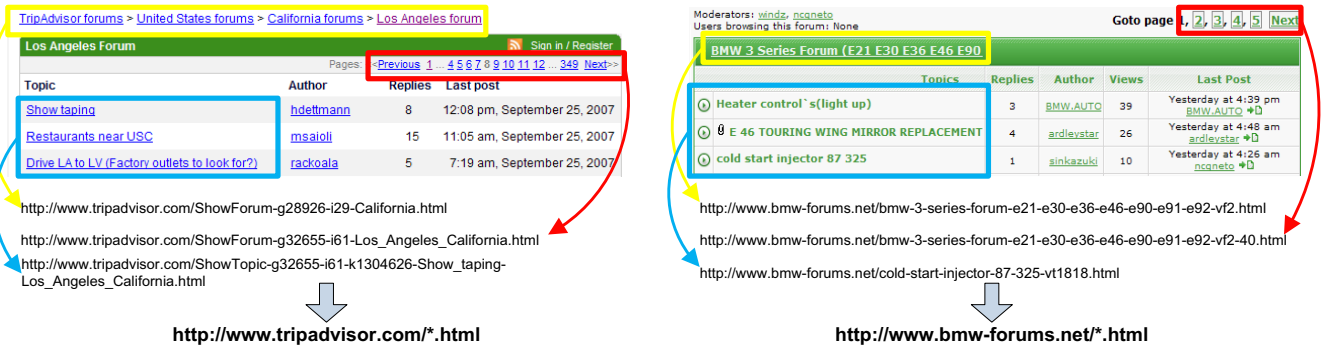 TripAdvisor forums > United States forums > California forums > Los Angeles forum
Los Angeles Forum Sign in / Register
Pages: <Previous 1 ... 4 5 6 7 8 9 10 11 12 ... 349 Next>>
Topic Author Replies Last post
Show taping hdettmann 8 12:08 pm, September 25, 2007
Restaurants near USC msaioli 15 11:05 am, September 25, 2007
Drive LA to LV (Factory outlets to look for?) rackoala 5 7:19 am, September 25, 2007
http://www.tripadvisor.com/ShowForum-g28926-i29-California.html
http://www.tripadvisor.com/ShowForum-g32655-i61-Los_Angeles_California.html
http://www.tripadvisor.com/ShowTopic-g32655-i61-k1304626-Show_taping-
Los_Angeles_California.html
http://www.tripadvisor.com/*.html
Moderators: windz, ncqneto
Users browsing this forum: None
Goto page 1, 2, 3, 4, 5 Next
BMW 3 Series Forum (E21 E30 E36 E46 E90
Topics Replies Author Views Last Post
Heater control`s(light up) 3 BMW.AUTO 39 Yesterday at 4:39 pm
BMW.AUTO
E 46 TOURING WING MIRROR REPLACEMENT 4 ardleystar 26 Yesterday at 4:48 am
ardleystar
cold start injector 87 325 1 sinkazuki 10 Yesterday at 4:26 am
ncqneto
http://www.bmw-forums.net/bmw-3-series-forum-e21-e30-e36-e46-e90-e91-e92-vf2.html
http://www.bmw-forums.net/bmw-3-series-forum-e21-e30-e36-e46-e90-e91-e92-vf2-40.html
http://www.bmw-forums.net/cold-start-injector-87-325-vt1818.html
http://www.bmw-forums.net/*.html